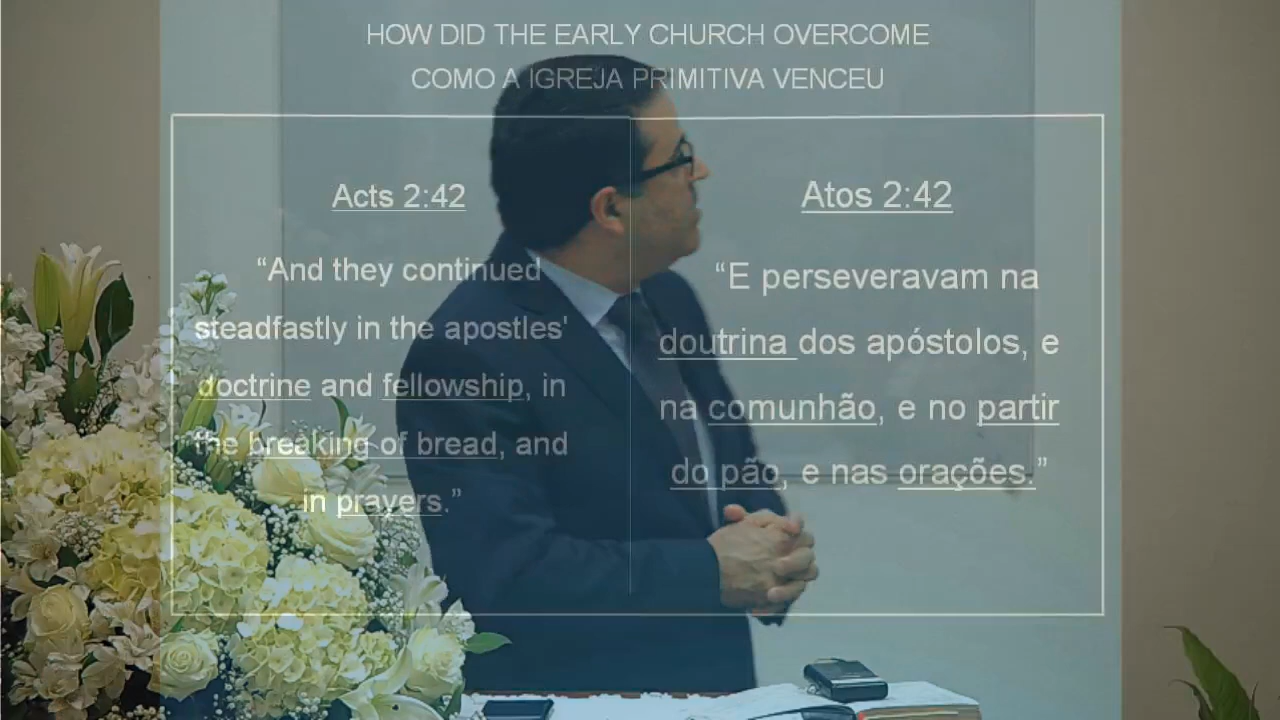 HOW DID THE EARLY CHURCH OVERCOME
COMO A IGREJA PRIMITIVA VENCEU
Acts 2:42
“And they continued
steadfastly in the apostles'
doctrine and fellowship, in
the breaking of bread, and
in prayers.”
Atos 2:42
“E perseveravam na
doutrina dos apóstolos, e
na comunhão, e no partir
do pão, e nas orações.”